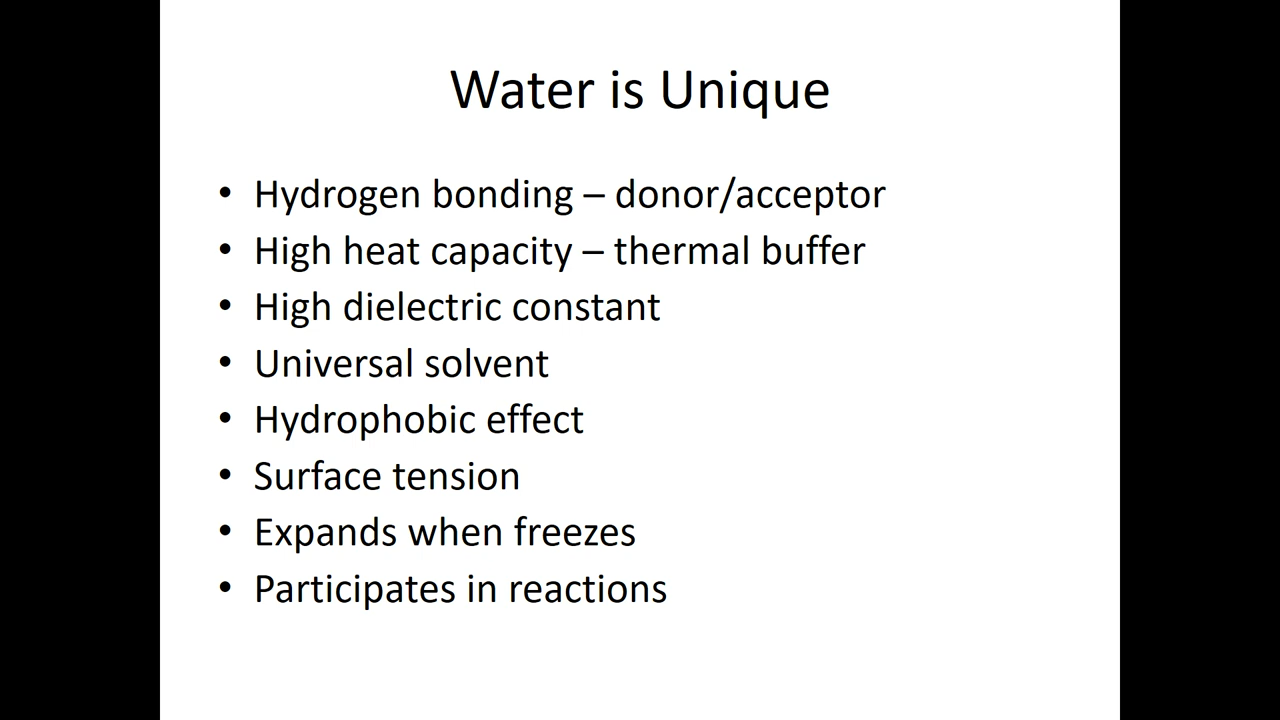 Water is Unique
• Hydrogen bonding – donor/acceptor
• High heat capacity – thermal buffer
• High dielectric constant
• Universal solvent
• Hydrophobic effect
• Surface tension
• Expands when freezes
• Participates in reactions